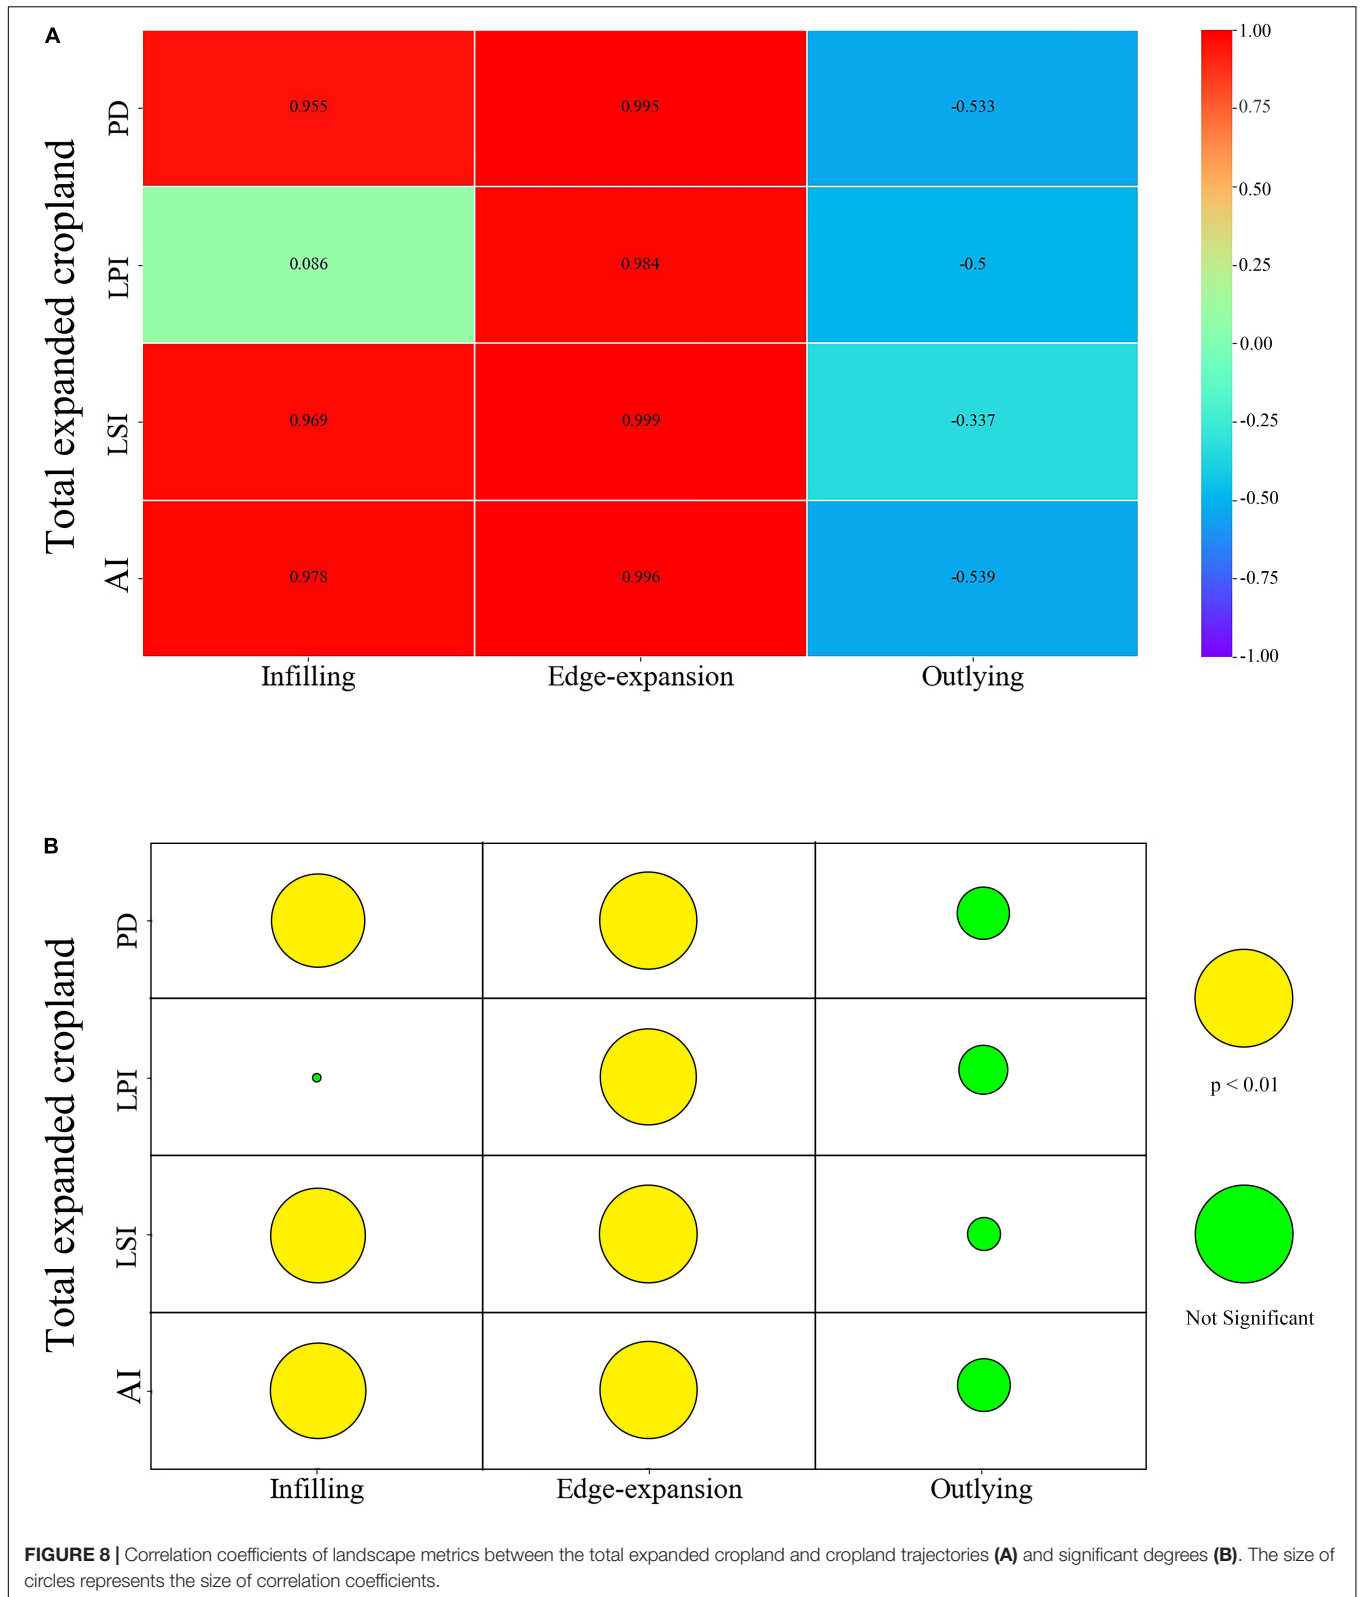 A
Total expanded cropland
PD
LPI
LSI
AI
0.955 0.995 -0.533
0.086 0.984 -0.5
0.969 0.999 -0.337
0.978 0.996 -0.539
Infilling Edge-expansion Outlying
1.00
0.75
0.50
0.25
0.00
-0.25
-0.50
-0.75
-1.00
B
Total expanded cropland
PD
LPI
LSI
AI
Infilling Edge-expansion Outlying
p < 0.01
Not Significant
FIGURE 8 | Correlation coefficients of landscape metrics between the total expanded cropland and cropland trajectories (A) and significant degrees (B). The size of
circles represents the size of correlation coefficients.